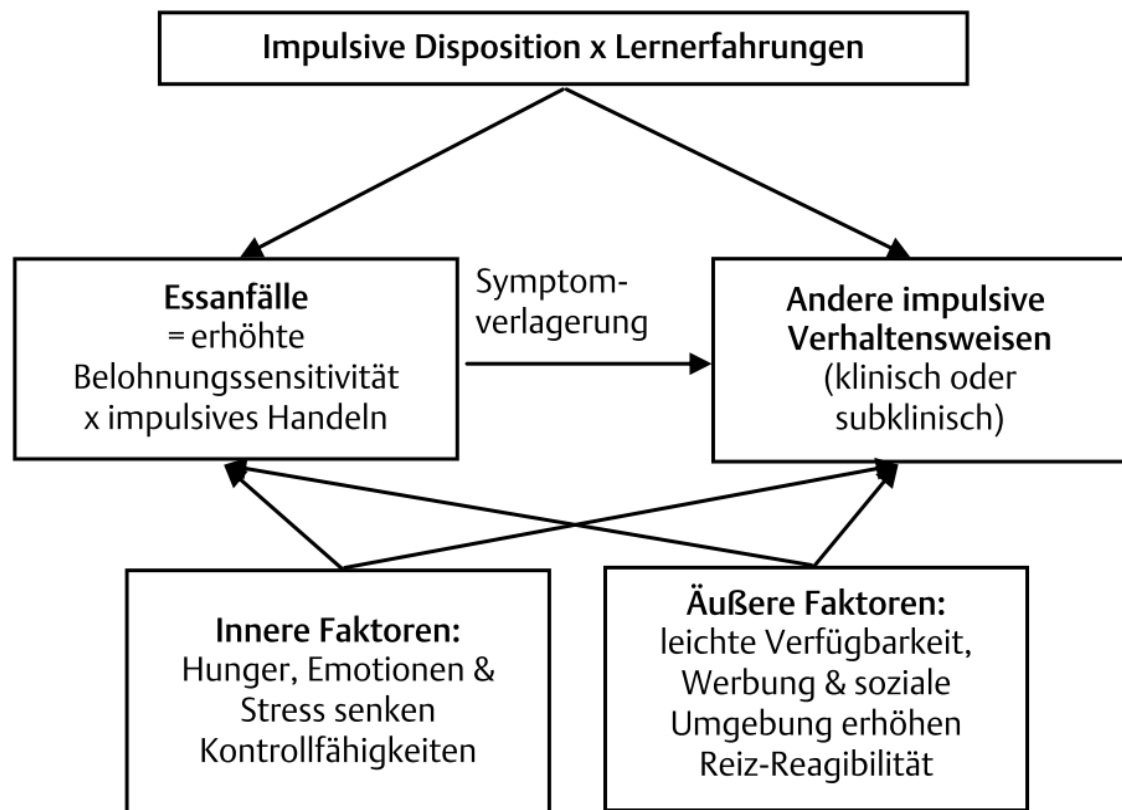 Impulsive Disposition x Lernerfahrungen
Essanfälle
= erhöhte
Belohnungssensitivität
x impulsives Handeln
Symptom-
verlagerung
Andere impulsive
Verhaltensweisen
(klinisch oder
subklinisch)
Innere Faktoren:
Hunger, Emotionen &
Stress senken
Kontrollfähigkeiten
Äußere Faktoren:
leichte Verfügbarkeit,
Werbung & soziale
Umgebung erhöhen
Reiz-Reagibilität